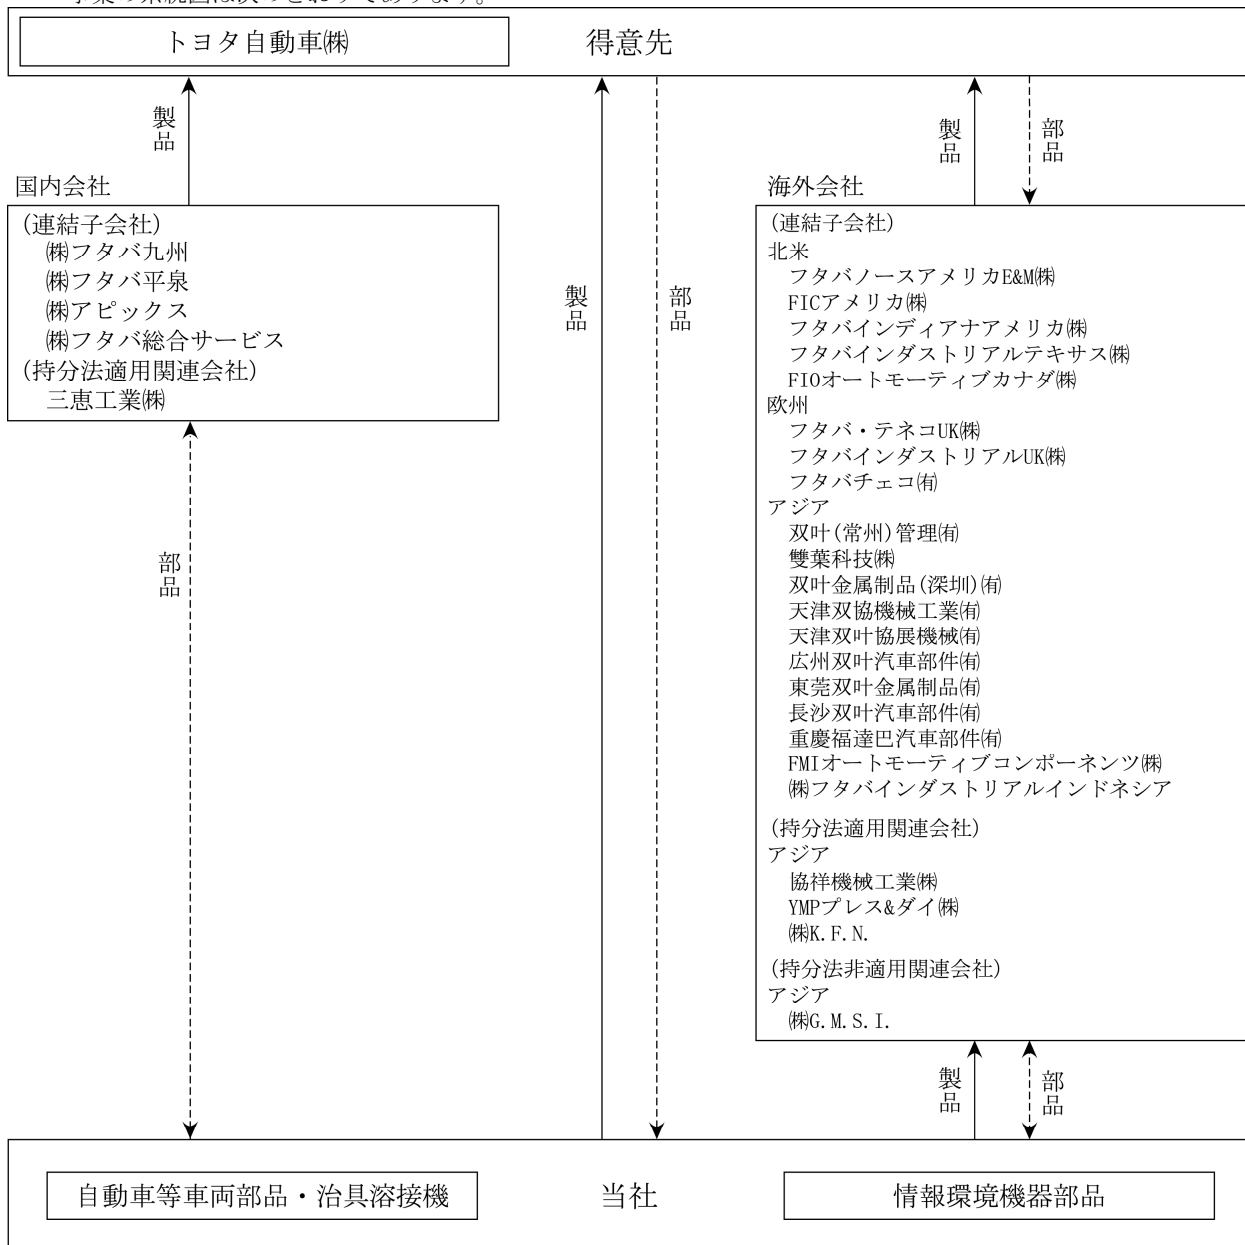 事業の系統図は次のとおりであります。
トヨタ自動車㈱
得意先
製品
製品
部品
国内会社
(連結子会社)
㈱フタバ九州
㈱フタバ平泉
㈱アピックス
㈱フタバ総合サービス
(持分法適用関連会社)
三恵工業㈱
部品
製品
部品
海外会社
(連結子会社)
北米
フタバノースアメリカE&M㈱
FICアメリカ㈱
フタバインディアナアメリカ㈱
フタバインダストリアルテキサス㈱
FIOオートモーティブカナダ㈱
欧州
フタバ・テネコUK㈱
フタバインダストリアルUK㈱
フタバチェコ㈲
アジア
双叶(常州)管理㈲
雙葉科技㈱
双叶金属制品(深圳)㈲
天津双協機械工業㈲
天津双叶協展機械㈲
広州双叶汽車部件㈲
東莞双叶金属制品㈲
長沙双叶汽車部件㈲
重慶福達巴汽車部件㈲
FMIオートモーティブコンポーネンツ㈱
㈱フタバインダストリアルインドネシア
(持分法適用関連会社)
アジア
協祥機械工業㈱
YMPプレス&ダイ㈱
㈱K.F.N.
(持分法非適用関連会社)
アジア
㈱G.M.S.I.
製品
部品
自動車等車両部品・治具溶接機
当社
情報環境機器部品